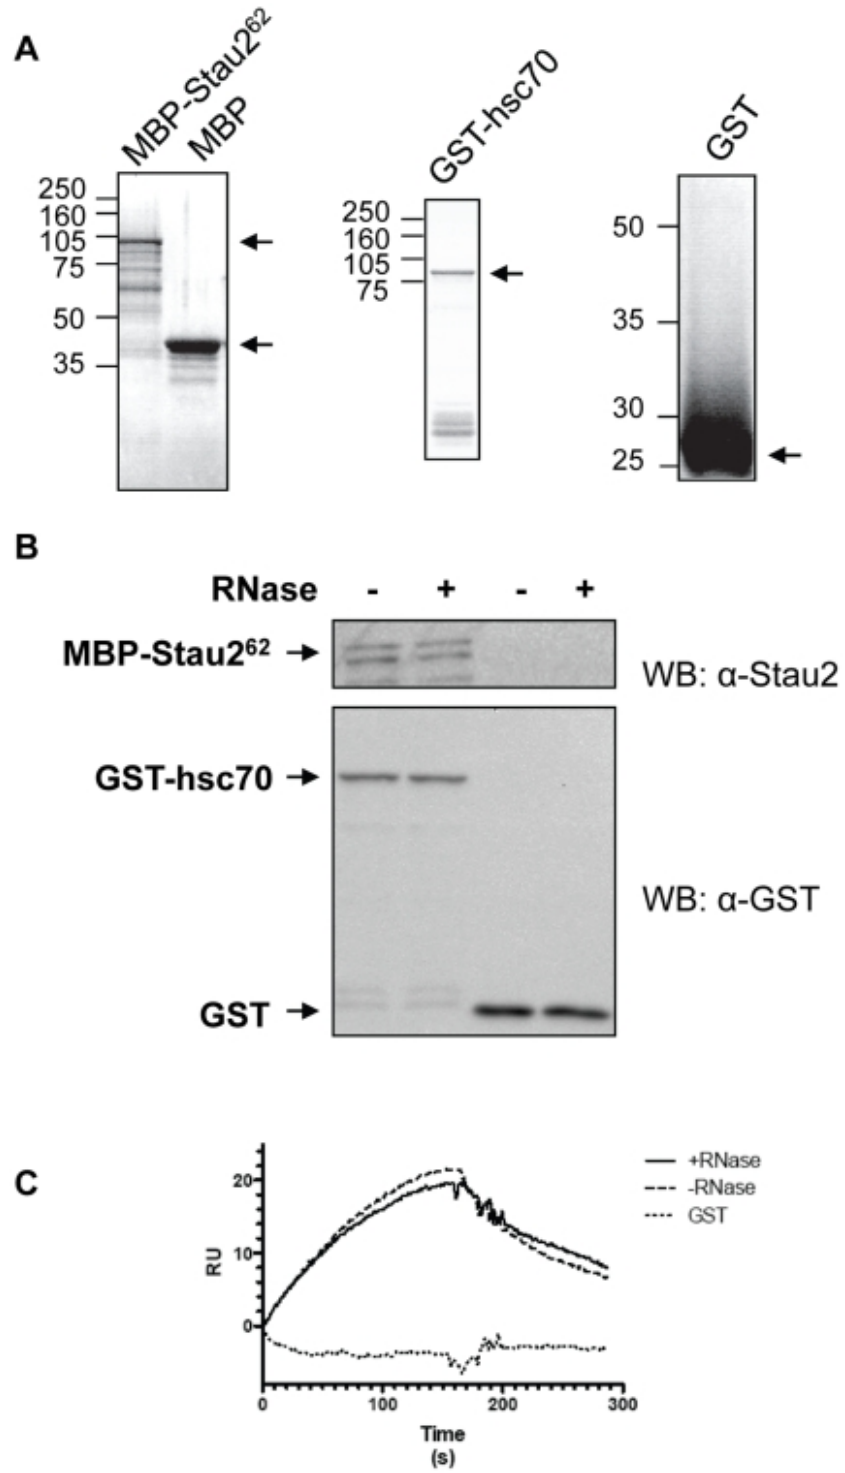 A
MBP-Stau2⁶²
MBP
GST-hsc70
GST
250
160
105
75
50
35
250
160
105
75
50
35
30
25
B
RNase - + - +
MBP-Stau2⁶²
WB: α-Stau2
GST-hsc70
WB: α-GST
GST
C
+RNase
-RNase
GST
RU
20
10
0
0 100 200 300
Time
(s)